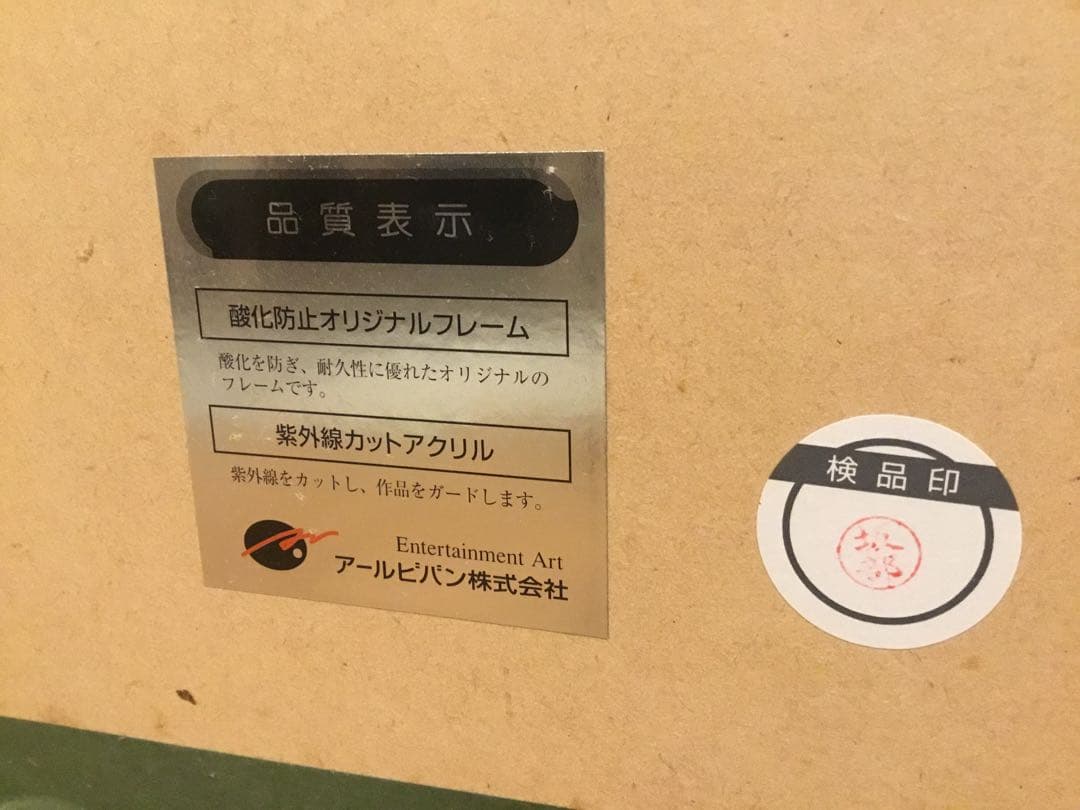 品質表示
酸化防止オリジナルフレーム
酸化を防ぎ、耐久性に優れたオリジナルの
フレームです。
紫外線カットアクリル
紫外線をカットし、作品をガードします。
Entertainment Art
アールビバン株式会社
検品印